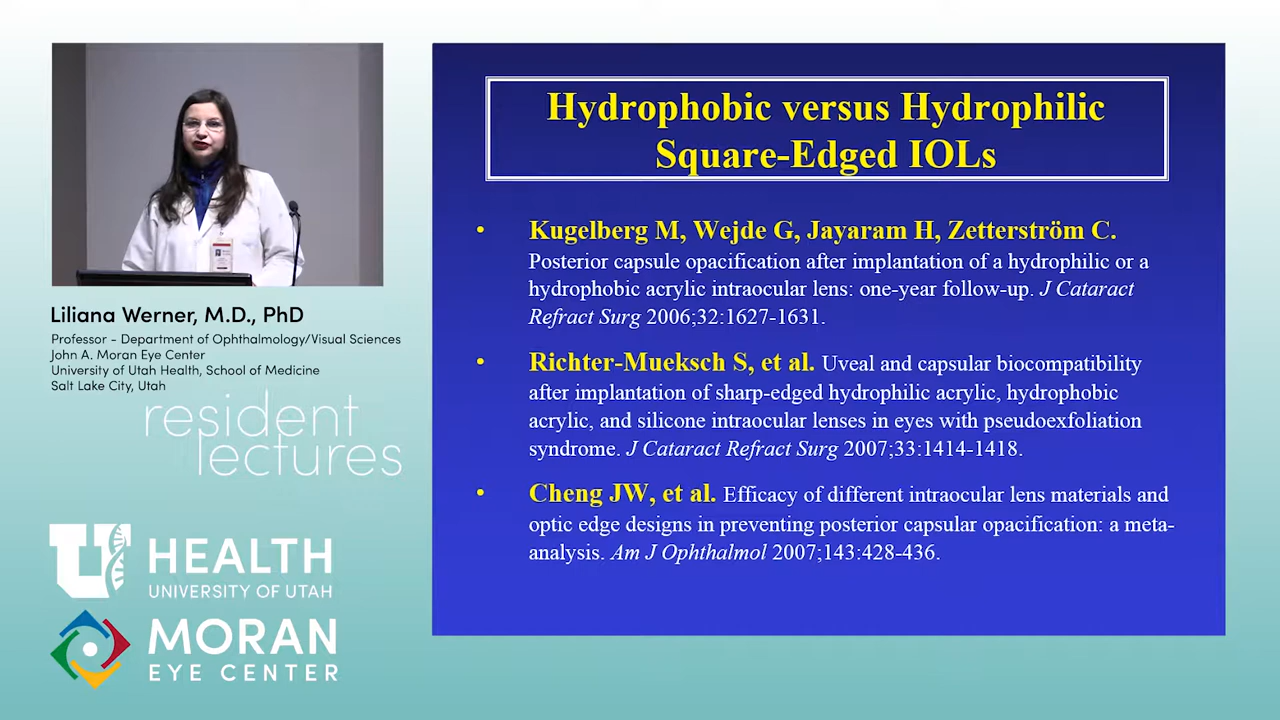 Liliana Werner, M.D., PhD
Professor - Department of Ophthalmology/Visual Sciences
John A. Moran Eye Center
University of Utah Health, School of Medicine
Salt Lake City, Utah
resident
lectures
U
HEALTH
UNIVERSITY OF UTAH
MORAN
EYE CENTER
Hydrophobic versus Hydrophilic
Square-Edged IOLs
• Kugelberg M, Wejde G, Jayaram H, Zetterström C.
Posterior capsule opacification after implantation of a hydrophilic or a
hydrophobic acrylic intraocular lens: one-year follow-up. J Cataract
Refract Surg 2006;32:1627-1631.
• Richter-Mueksch S, et al. Uveal and capsular biocompatibility
after implantation of sharp-edged hydrophilic acrylic, hydrophobic
acrylic, and silicone intraocular lenses in eyes with pseudoexfoliation
syndrome. J Cataract Refract Surg 2007;33:1414-1418.
• Cheng JW, et al. Efficacy of different intraocular lens materials and
optic edge designs in preventing posterior capsular opacification: a meta-
analysis. Am J Ophthalmol 2007;143:428-436.